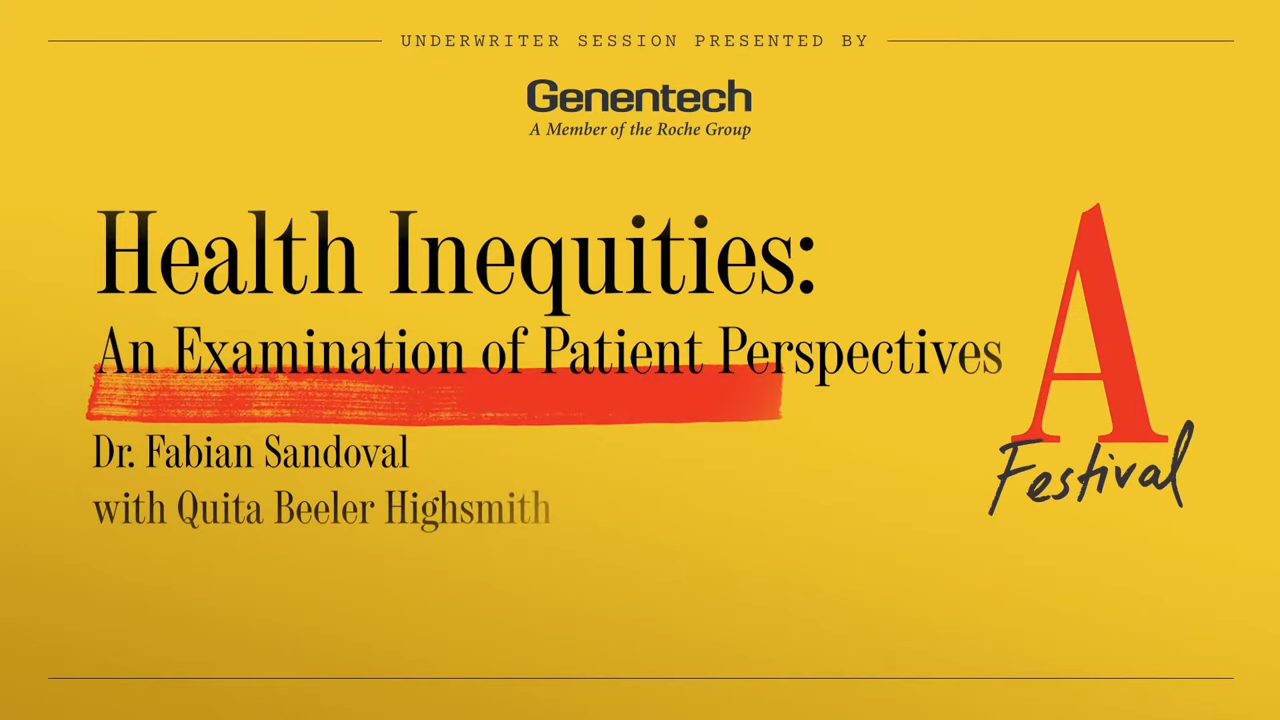 UNDERWRITER SESSION PRESENTED BY
Genentech
A Member of the Roche Group
Health Inequities:
An Examination of Patient Perspectives
Dr. Fabian Sandoval
with Quita Beeler Highsmith
A
Festival